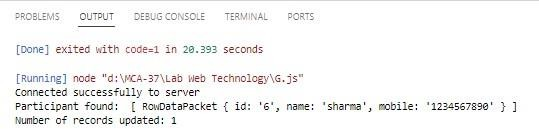 PROBLEMS OUTPUT DEBUG CONSOLE TERMINAL PORTS
[Done] exited with code=1 in 20.393 seconds
[Running] node "d:\MCA-37\Lab Web Technology\G.js"
Connected successfully to server
Participant found:  [ RowDataPacket { id: '6', name: 'sharma', mobile: '1234567890' } ]
Number of records updated: 1